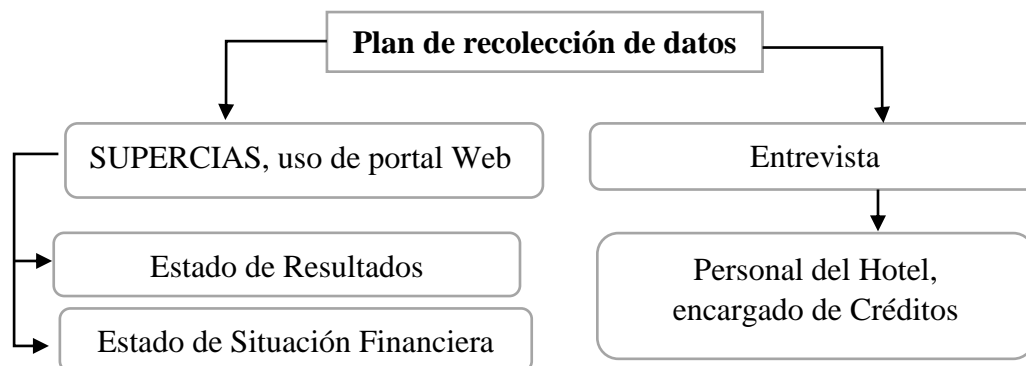 Plan de recolección de datos
SUPERCIAS, uso de portal Web
Entrevista
Estado de Resultados
Personal del Hotel,
encargado de Créditos
Estado de Situación Financiera